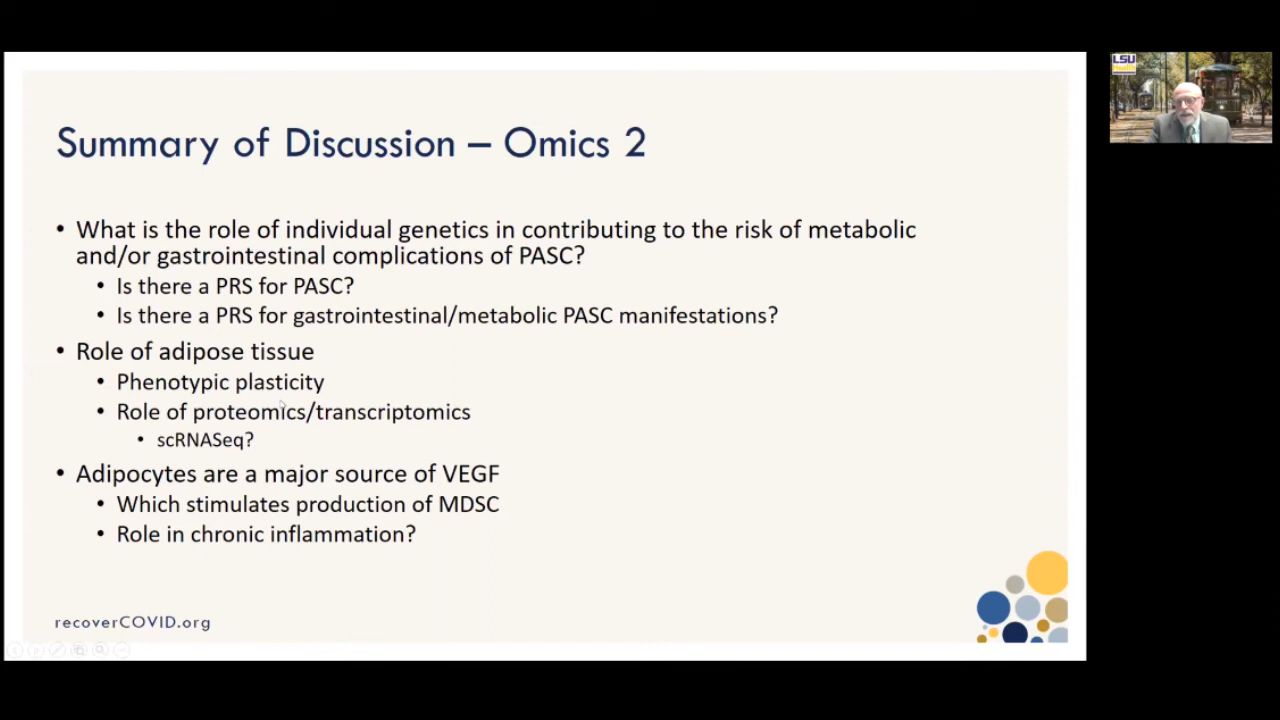 Summary of Discussion – Omics 2
• What is the role of individual genetics in contributing to the risk of metabolic
and/or gastrointestinal complications of PASC?
• Is there a PRS for PASC?
• Is there a PRS for gastrointestinal/metabolic PASC manifestations?
• Role of adipose tissue
• Phenotypic plasticity
• Role of proteomics/transcriptomics
• scRNASeq?
• Adipocytes are a major source of VEGF
• Which stimulates production of MDSC
• Role in chronic inflammation?
recoverCOVID.org
LSU